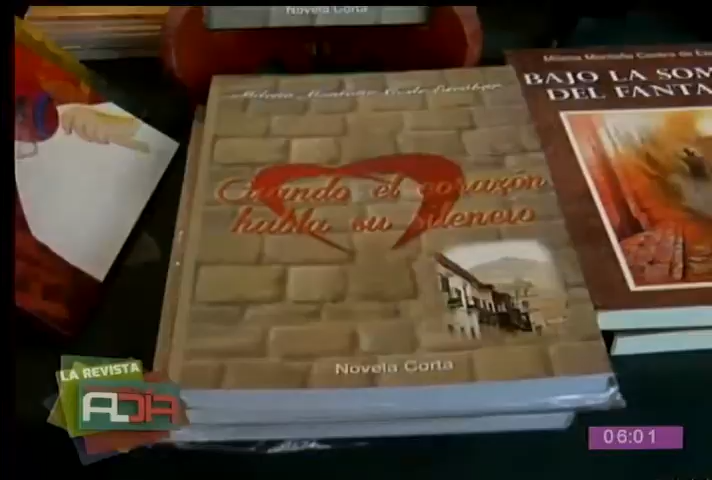 Novela Corta
Cuando el corazón
habla su silencio
Novela Corta
BAJO LA SOM
DEL FANTA
LA REVISTA
ALDÍA
06:01